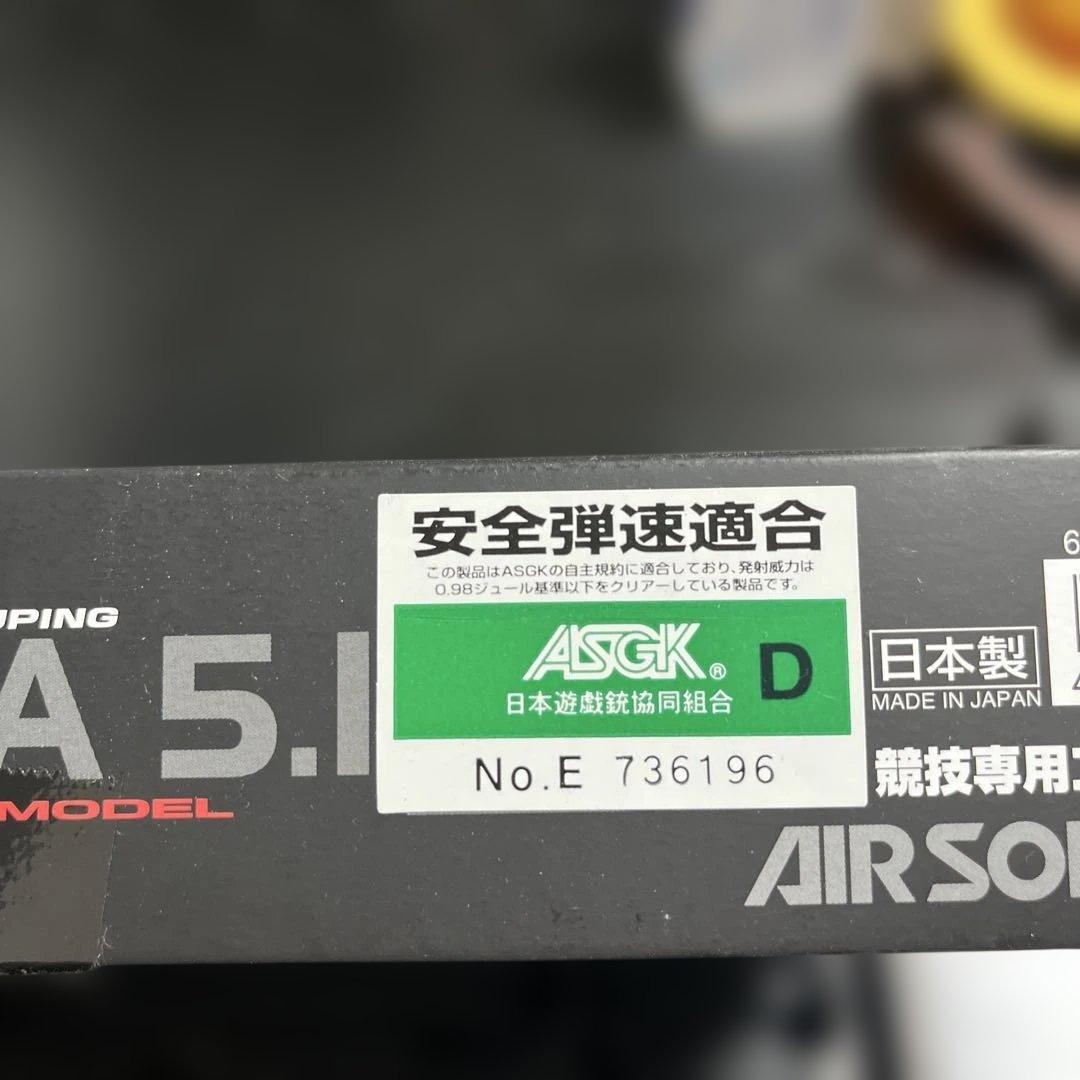 安全弾速適合
この製品はASGKの自主規約に適合しており、発射威力は
0.98ジュール基準以下をクリアーしている製品です。
ASGK® D
日本遊戯銃協同組合
No.E 736196
UPING
A 5.
MODEL
日本製
MADE IN JAPAN
競技専用
AIR SO